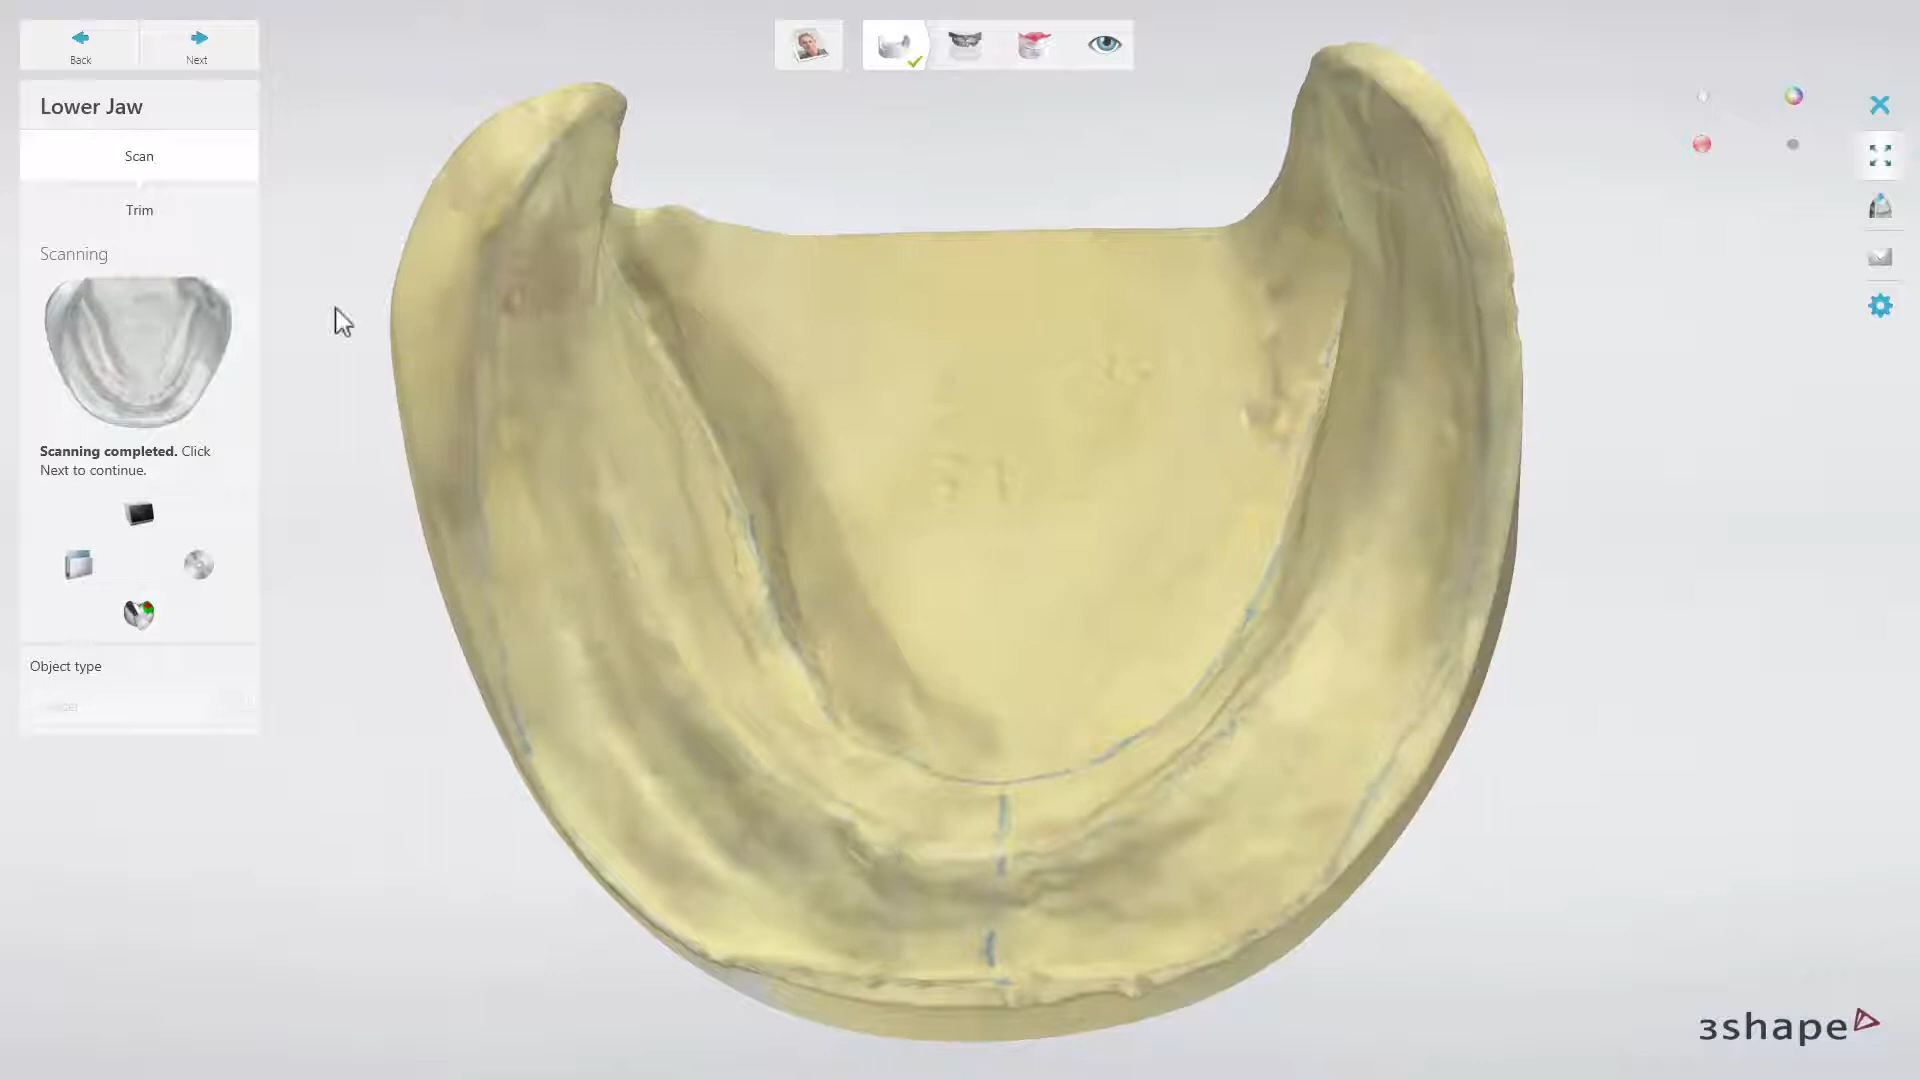 Back
Next
Lower Jaw
Scan
Trim
Scanning
Scanning completed. Click
Next to continue.
Object type
3shape